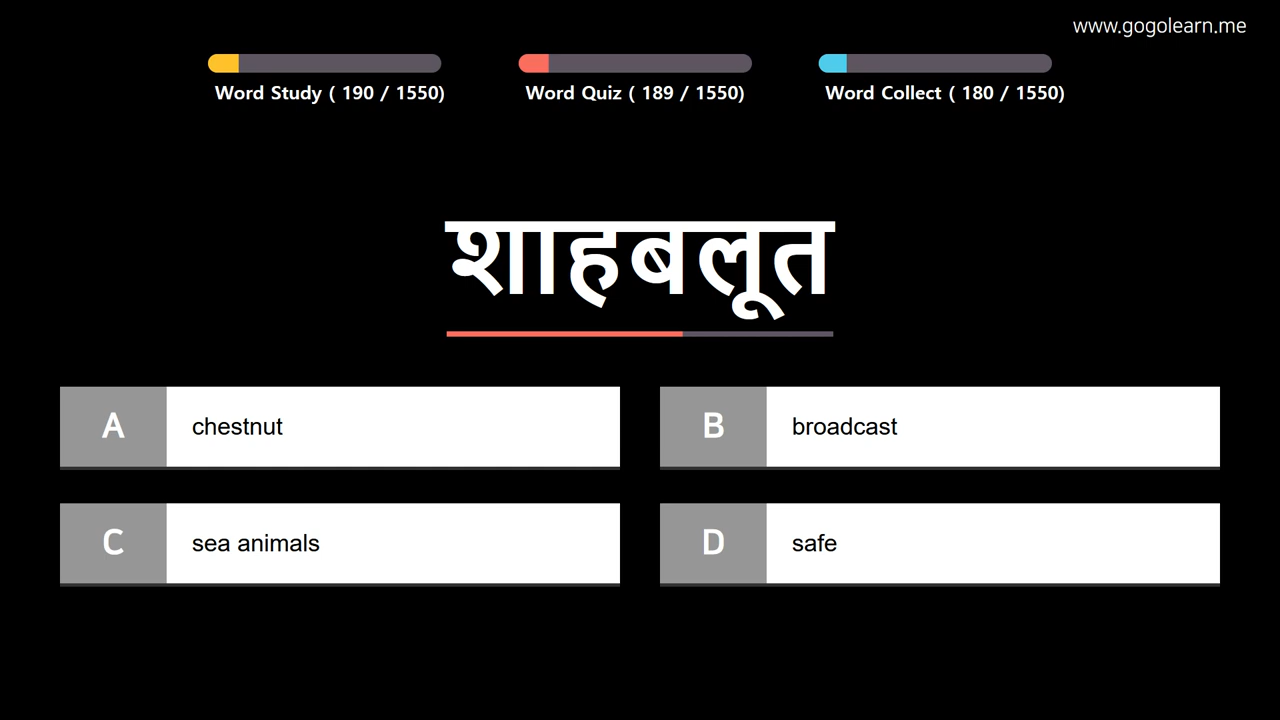 www.gogolearn.me
Word Study ( 190 / 1550)
Word Quiz ( 189 / 1550)
Word Collect ( 180 / 1550)
शाहबलूत
A chestnut
B broadcast
C sea animals
D safe